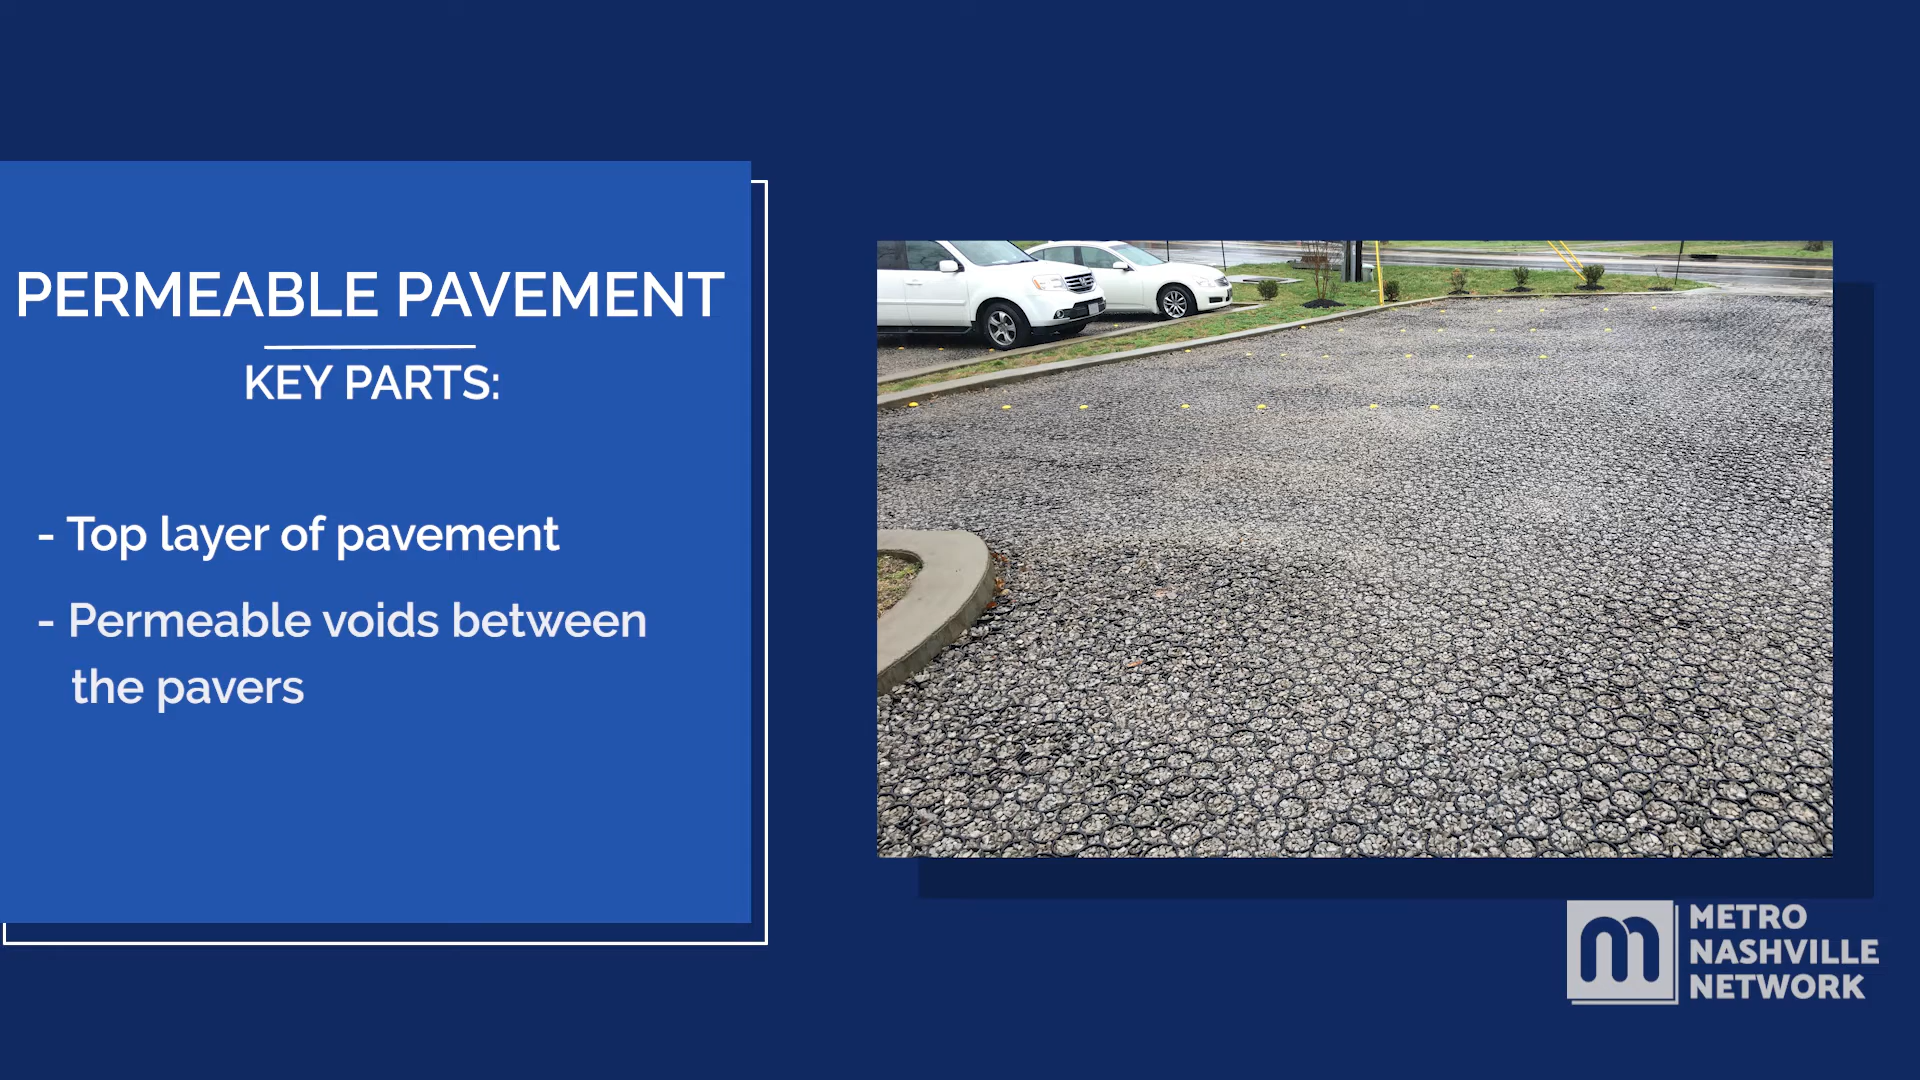 PERMEABLE PAVEMENT
KEY PARTS:
- Top layer of pavement
- Permeable voids between
the pavers
METRO
NASHVILLE
NETWORK